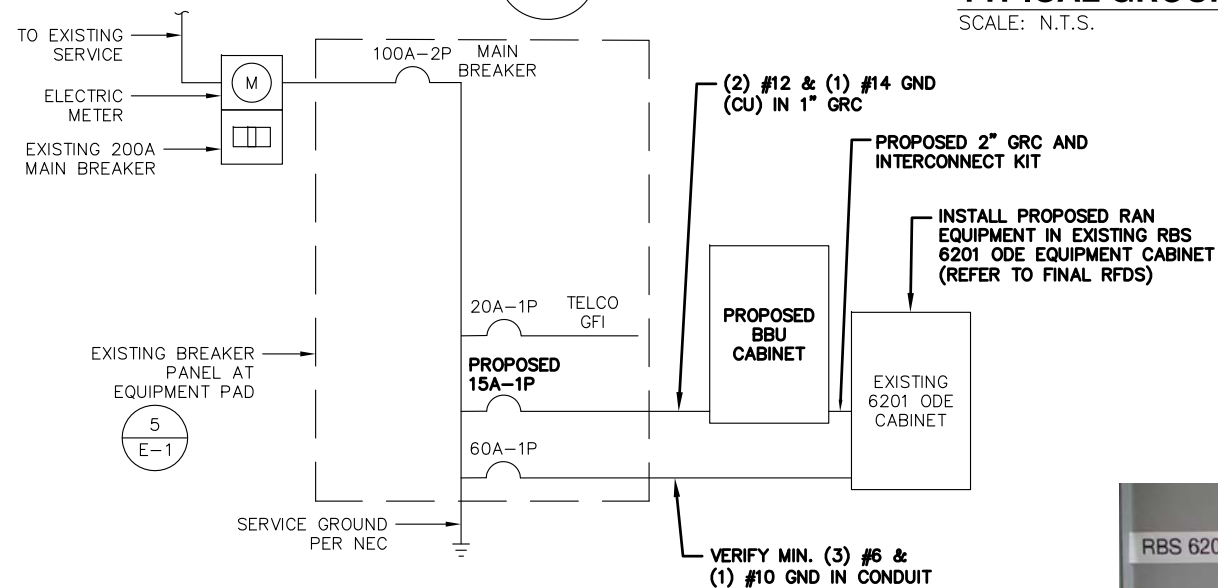 TYPICAL GROUN
SCALE: N.T.S.
TO EXISTING
SERVICE
ELECTRIC
METER
EXISTING 200A
MAIN BREAKER
M
100A-2P
MAIN
BREAKER
(2) #12 & (1) #14 GND
(CU) IN 1" GRC
PROPOSED 2" GRC AND
INTERCONNECT KIT
INSTALL PROPOSED RAN
EQUIPMENT IN EXISTING RBS
6201 ODE EQUIPMENT CABINET
(REFER TO FINAL RFDS)
20A-1P
TELCO
GFI
PROPOSED
15A-1P
PROPOSED
BBU
CABINET
EXISTING
6201 ODE
CABINET
EXISTING BREAKER
PANEL AT
EQUIPMENT PAD
5
E-1
60A-1P
SERVICE GROUND
PER NEC
VERIFY MIN. (3) #6 &
(1) #10 GND IN CONDUIT
RBS 620